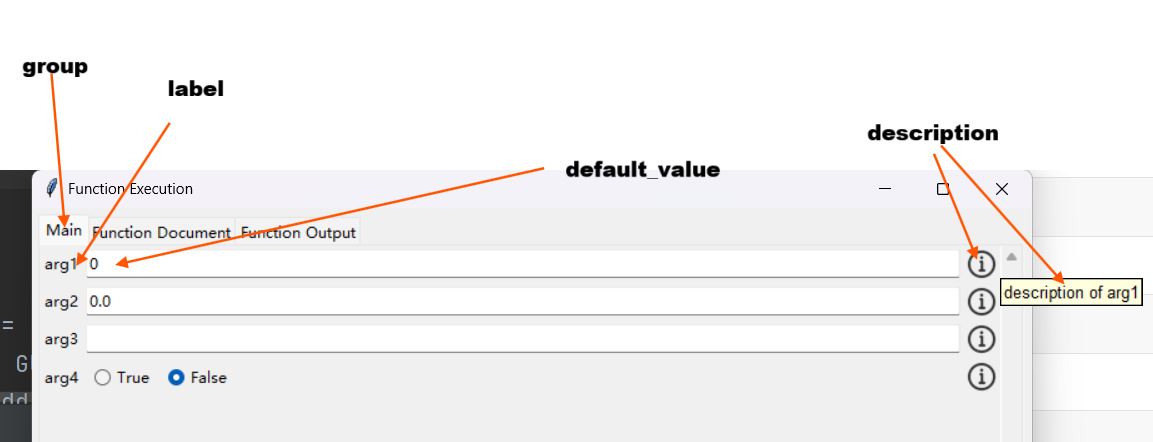 group
label
description
default_value
Function Execution
Main Function Document Function Output
arg1 0
description of arg1
arg2 0.0
=
arg3
G
arg4 True False
dd